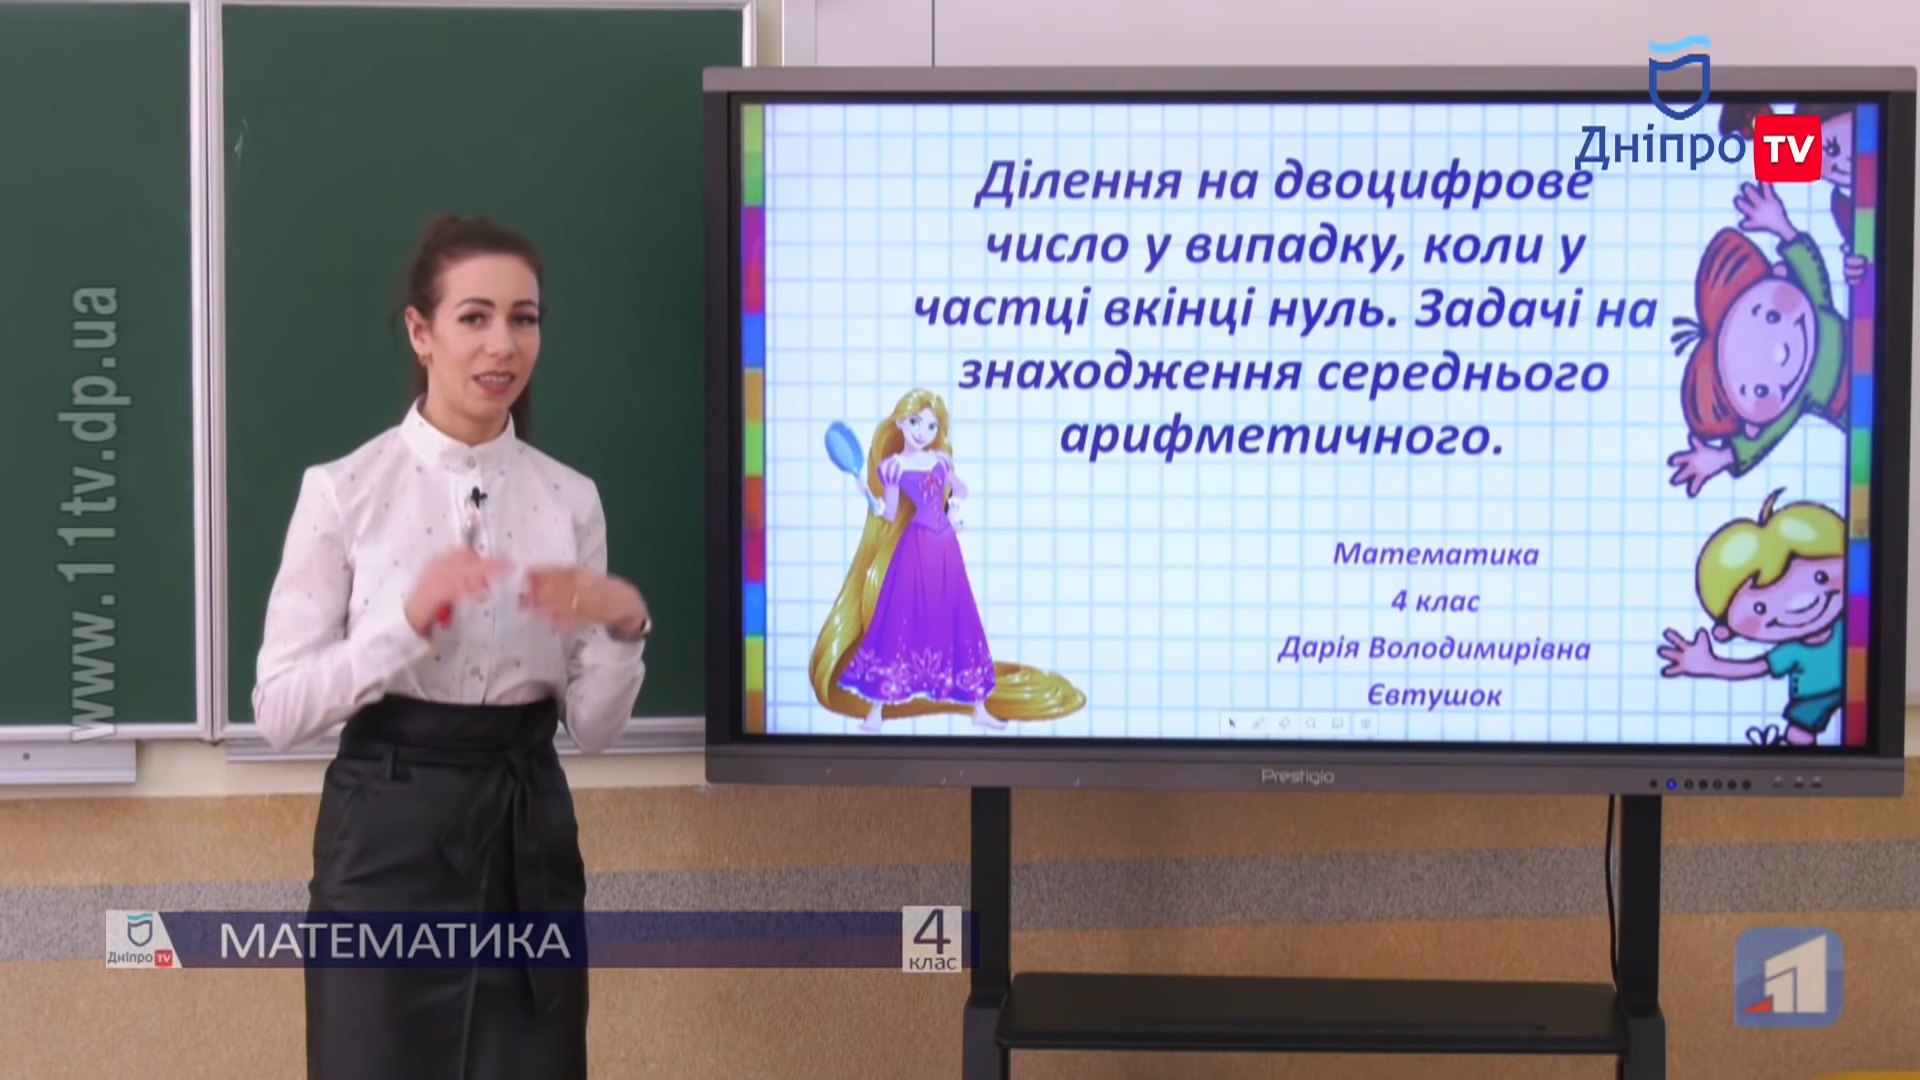 Дніпро TV
Ділення на двоцифрове
число у випадку, коли у
частці вкінці нуль. Задачі на
знаходження середнього
арифметичного.
Математика
4 клас
Дарія Володимирівна
Євтушок
Prestigio
www.11tv.dp.ua
Дніпро TV
МАТЕМАТИКА
4
клас
11